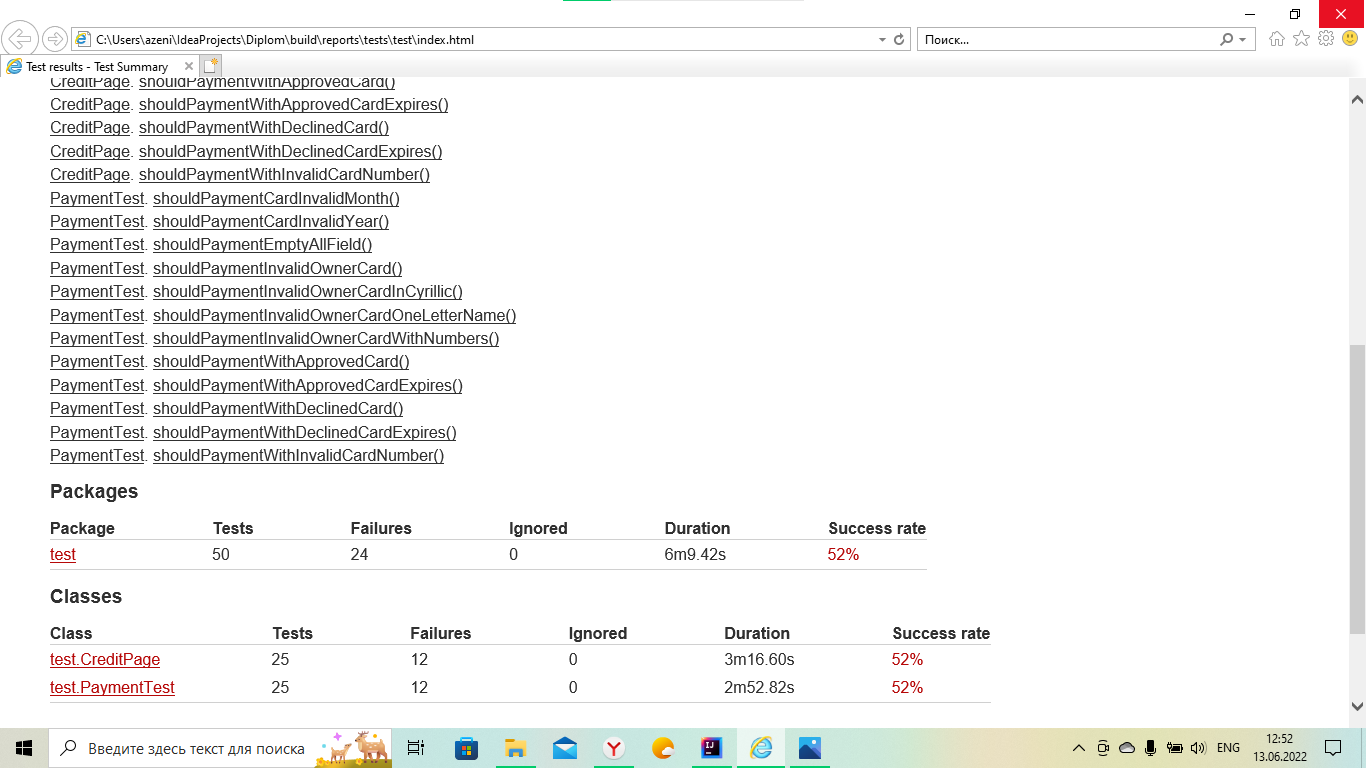 C:\Users\azeni\IdeaProjects\Diplom\build\reports\tests\test\index.html
Поиск...
Test results - Test Summary
CreditPage. shouldPaymentWithApprovedCard()
CreditPage. shouldPaymentWithApprovedCardExpires()
CreditPage. shouldPaymentWithDeclinedCard()
CreditPage. shouldPaymentWithDeclinedCardExpires()
CreditPage. shouldPaymentWithInvalidCardNumber()
PaymentTest. shouldPaymentCardInvalidMonth()
PaymentTest. shouldPaymentCardInvalidYear()
PaymentTest. shouldPaymentEmptyAllField()
PaymentTest. shouldPaymentInvalidOwnerCard()
PaymentTest. shouldPaymentInvalidOwnerCardInCyrillic()
PaymentTest. shouldPaymentInvalidOwnerCardOneLetterName()
PaymentTest. shouldPaymentInvalidOwnerCardWithNumbers()
PaymentTest. shouldPaymentWithApprovedCard()
PaymentTest. shouldPaymentWithApprovedCardExpires()
PaymentTest. shouldPaymentWithDeclinedCard()
PaymentTest. shouldPaymentWithDeclinedCardExpires()
PaymentTest. shouldPaymentWithInvalidCardNumber()
Packages
Package Tests Failures Ignored Duration Success rate
test 50 24 0 6m9.42s 52%
Classes
Class Tests Failures Ignored Duration Success rate
test.CreditPage 25 12 0 3m16.60s 52%
test.PaymentTest 25 12 0 2m52.82s 52%
Введите здесь текст для поиска
ENG
12:52
13.06.2022